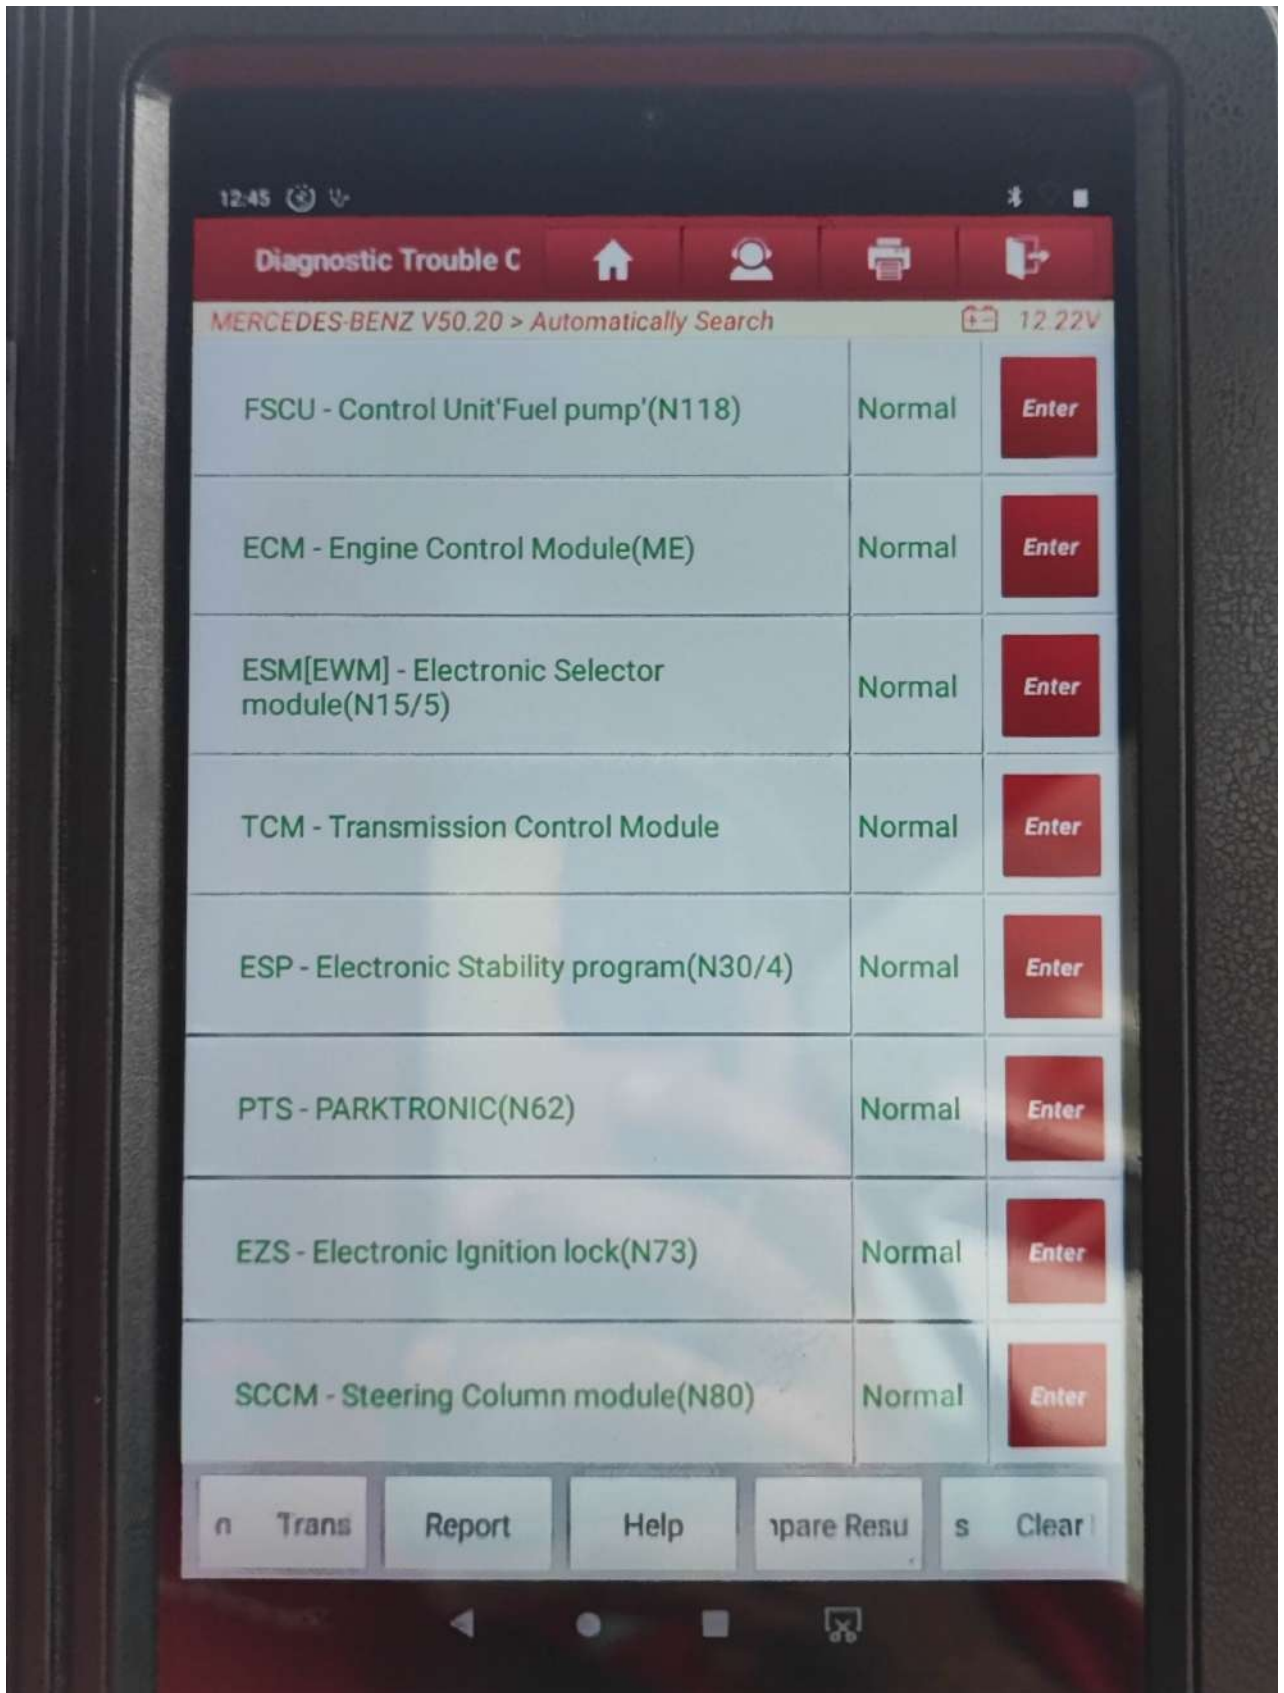 12:45
Diagnostic Trouble C
MERCEDES-BENZ V50.20 > Automatically Search 12.22V
FSCU - Control Unit'Fuel pump'(N118) Normal Enter
ECM - Engine Control Module(ME) Normal Enter
ESM[EWM] - Electronic Selector
module(N15/5) Normal Enter
TCM - Transmission Control Module Normal Enter
ESP - Electronic Stability program(N30/4) Normal Enter
PTS - PARKTRONIC(N62) Normal Enter
EZS - Electronic Ignition lock(N73) Normal Enter
SCCM - Steering Column module(N80) Normal Enter
n Trans Report Help npare Resu s Clear